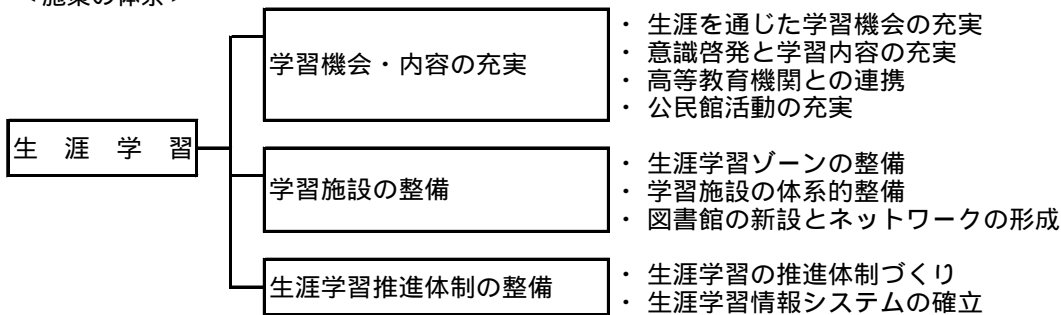 <施策の体系>
学習機会・内容の充実
・ 生涯を通じた学習機会の充実
・ 意識啓発と学習内容の充実
・ 高等教育機関との連携
・ 公民館活動の充実
生 涯 学 習
学習施設の整備
・ 生涯学習ゾーンの整備
・ 学習施設の体系的整備
・ 図書館の新設とネットワークの形成
生涯学習推進体制の整備
・ 生涯学習の推進体制づくり
・ 生涯学習情報システムの確立